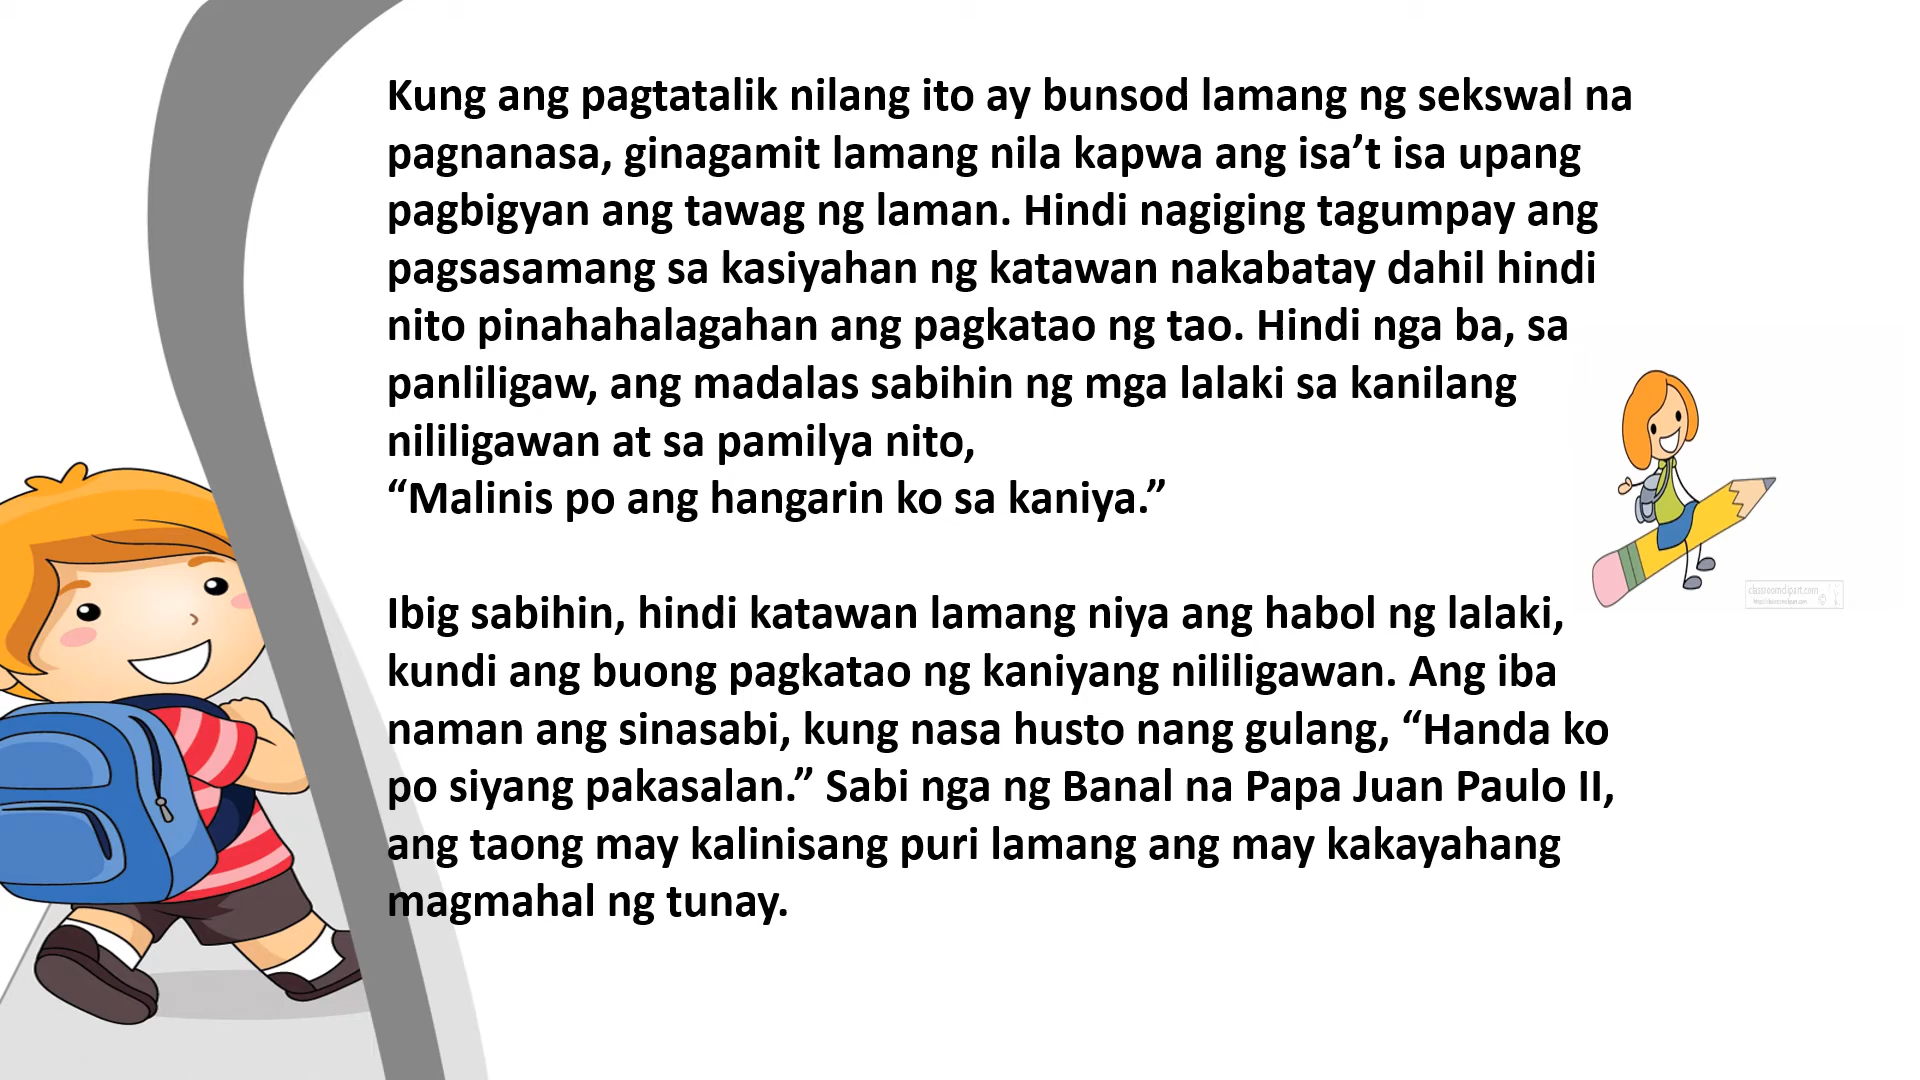 Kung ang pagtatalik nilang ito ay bunsod lamang ng sekswal na
pagnanasa, ginagamit lamang nila kapwa ang isa’t isa upang
pagbigyan ang tawag ng laman. Hindi nagiging tagumpay ang
pagsasamang sa kasiyahan ng katawan nakabatay dahil hindi
nito pinahahalagahan ang pagkatao ng tao. Hindi nga ba, sa
panliligaw, ang madalas sabihin ng mga lalaki sa kanilang
nililigawan at sa pamilya nito,
“Malinis po ang hangarin ko sa kaniya.”
Ibig sabihin, hindi katawan lamang niya ang habol ng lalaki,
kundi ang buong pagkatao ng kaniyang nililigawan. Ang iba
naman ang sinasabi, kung nasa husto nang gulang, “Handa ko
po siyang pakasalan.” Sabi nga ng Banal na Papa Juan Paulo II,
ang taong may kalinisang puri lamang ang may kakayahang
magmahal ng tunay.
classroomclipart.com